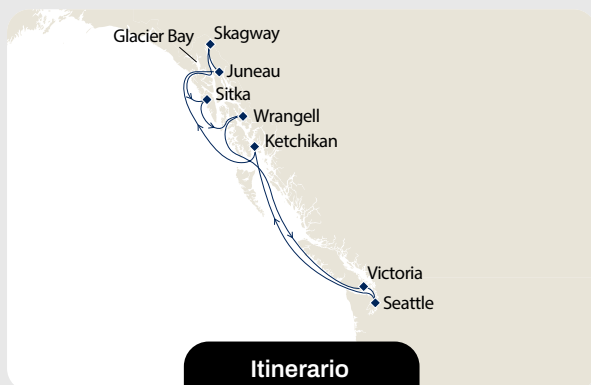 Skagway
Glacier Bay
Juneau
Sitka
Wrangell
Ketchikan
Victoria
Seattle
Itinerario